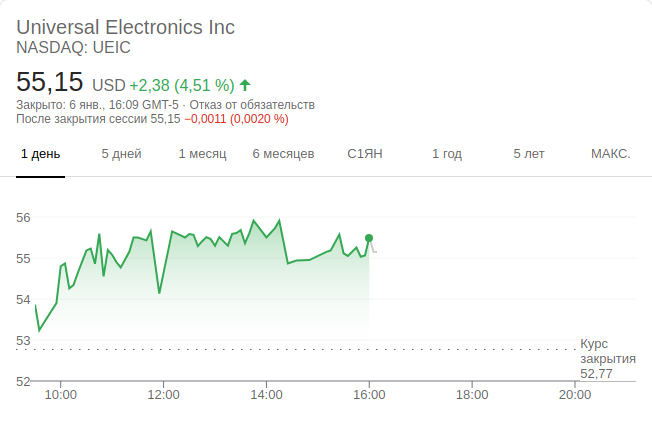 Universal Electronics Inc
NASDAQ: UEIC
55,15 USD +2,38 (4,51 %)
Закрыто: 6 янв., 16:09 GMT-5 · Отказ от обязательств
После закрытия сессии 55,15 −0,0011 (0,0020 %)
1 день 5 дней 1 месяц 6 месяцев С1ЯН 1 год 5 лет МАКС.
56
55
54
53
Курс
закрытия
52,77
52
10:00 12:00 14:00 16:00 18:00 20:00